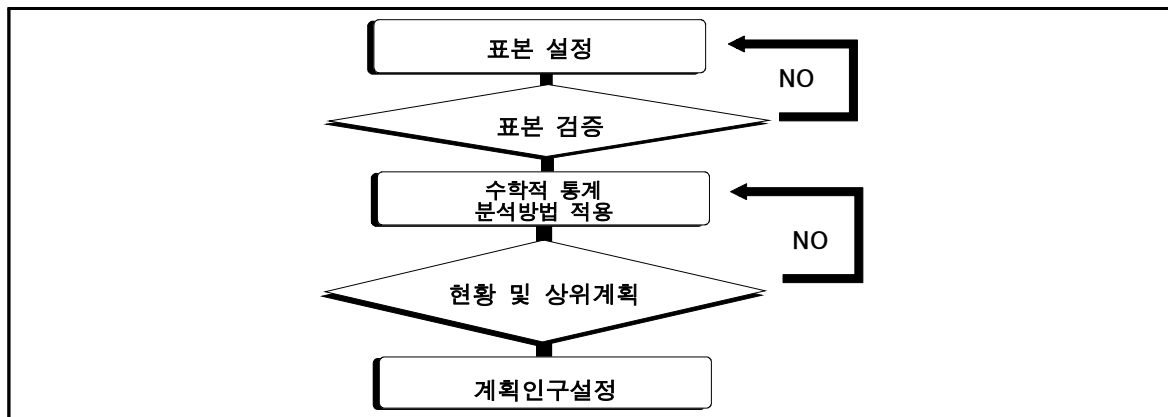 표본 설정
NO
표본 검증
수학적 통계
분석방법 적용
NO
현황 및 상위계획
계획인구설정